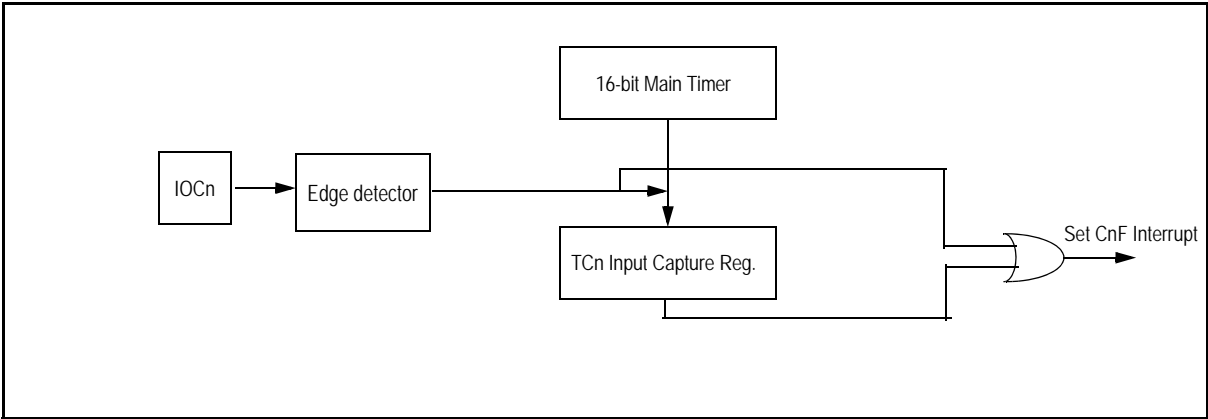 16-bit Main Timer
IOCn
Edge detector
Set CnF Interrupt
TCn Input Capture Reg.